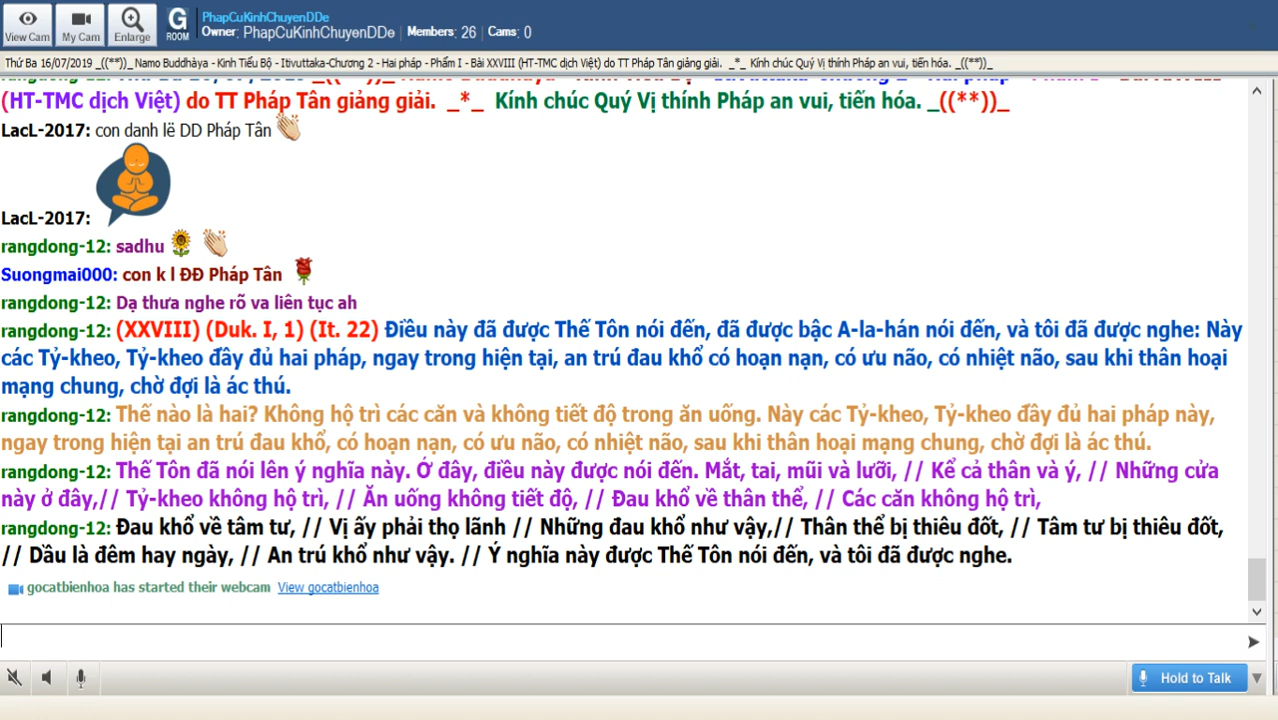 PhapCuKinhChuyenDDe
Owner: PhapCuKinhChuyenDDe | Members: 26 | Cams: 0
View Cam
My Cam
Enlarge
G
ROOM
Thứ Ba 16/07/2019 _((**))_ Namo Buddhàya - Kinh Tiểu Bộ - Itivuttaka-Chương 2 - Hai pháp - Phẩm I - Bài XXVIII (HT-TMC dịch Việt) do TT Pháp Tân giảng giải. _*_ Kính chúc Quý Vị thính Pháp an vui, tiến hóa. _((**))_
(HT-TMC dịch Việt) do TT Pháp Tân giảng giải. _*_ Kính chúc Quý Vị thính Pháp an vui, tiến hóa. _((**))_
LacL-2017: con danh lë DD Pháp Tân
LacL-2017:
rangdong-12: sadhu
Suongmai000: con k l ĐĐ Pháp Tân
rangdong-12: Dạ thưa nghe rõ va liên tục ah
rangdong-12: (XXVIII) (Duk. I, 1) (It. 22) Điều này đã được Thế Tôn nói đến, đã được bậc A-la-hán nói đến, và tôi đã được nghe: Này
các Tỷ-kheo, Tỷ-kheo đầy đủ hai pháp, ngay trong hiện tại, an trú đau khổ có hoạn nạn, có ưu não, có nhiệt não, sau khi thân hoại
mạng chung, chờ đợi là ác thú.
rangdong-12: Thế nào là hai? Không hộ trì các căn và không tiết độ trong ăn uống. Này các Tỷ-kheo, Tỷ-kheo đầy đủ hai pháp này,
ngay trong hiện tại an trú đau khổ, có hoạn nạn, có ưu não, có nhiệt não, sau khi thân hoại mạng chung, chờ đợi là ác thú.
rangdong-12: Thế Tôn đã nói lên ý nghĩa này. Ở đây, điều này được nói đến. Mắt, tai, mũi và lưỡi, // Kể cả thân và ý, // Những cửa
này ở đây,// Tỷ-kheo không hộ trì, // Ăn uống không tiết độ, // Đau khổ về thân thể, // Các căn không hộ trì,
rangdong-12: Đau khổ về tâm tư, // Vị ấy phải thọ lãnh // Những đau khổ như vậy,// Thân thể bị thiêu đốt, // Tâm tư bị thiêu đốt,
// Dầu là đêm hay ngày, // An trú khổ như vậy. // Ý nghĩa này được Thế Tôn nói đến, và tôi đã được nghe.
gocatbienhoa has started their webcam View gocatbienhoa
Hold to Talk